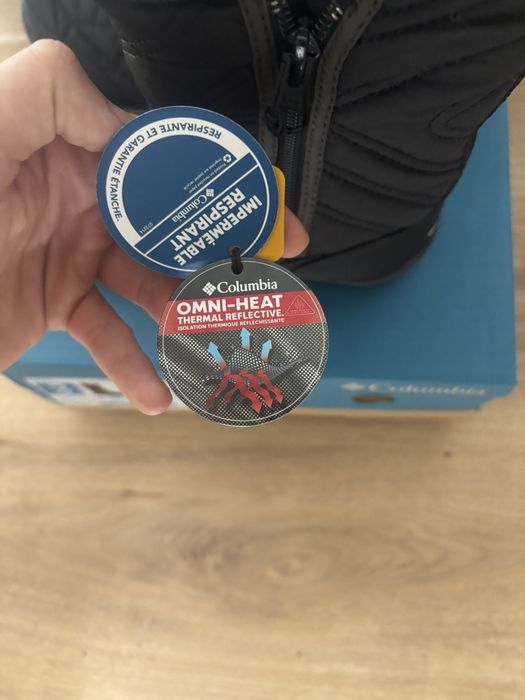 RESPIRANTE ET GARANTIE ÉTANCHE.
Columbia
IMPERMÉABLE
RESPIRANT
Columbia
OMNI-HEAT
THERMAL REFLECTIVE.
ISOLATION THERMIQUE RÉFLÉCHISSANTE
Columbia